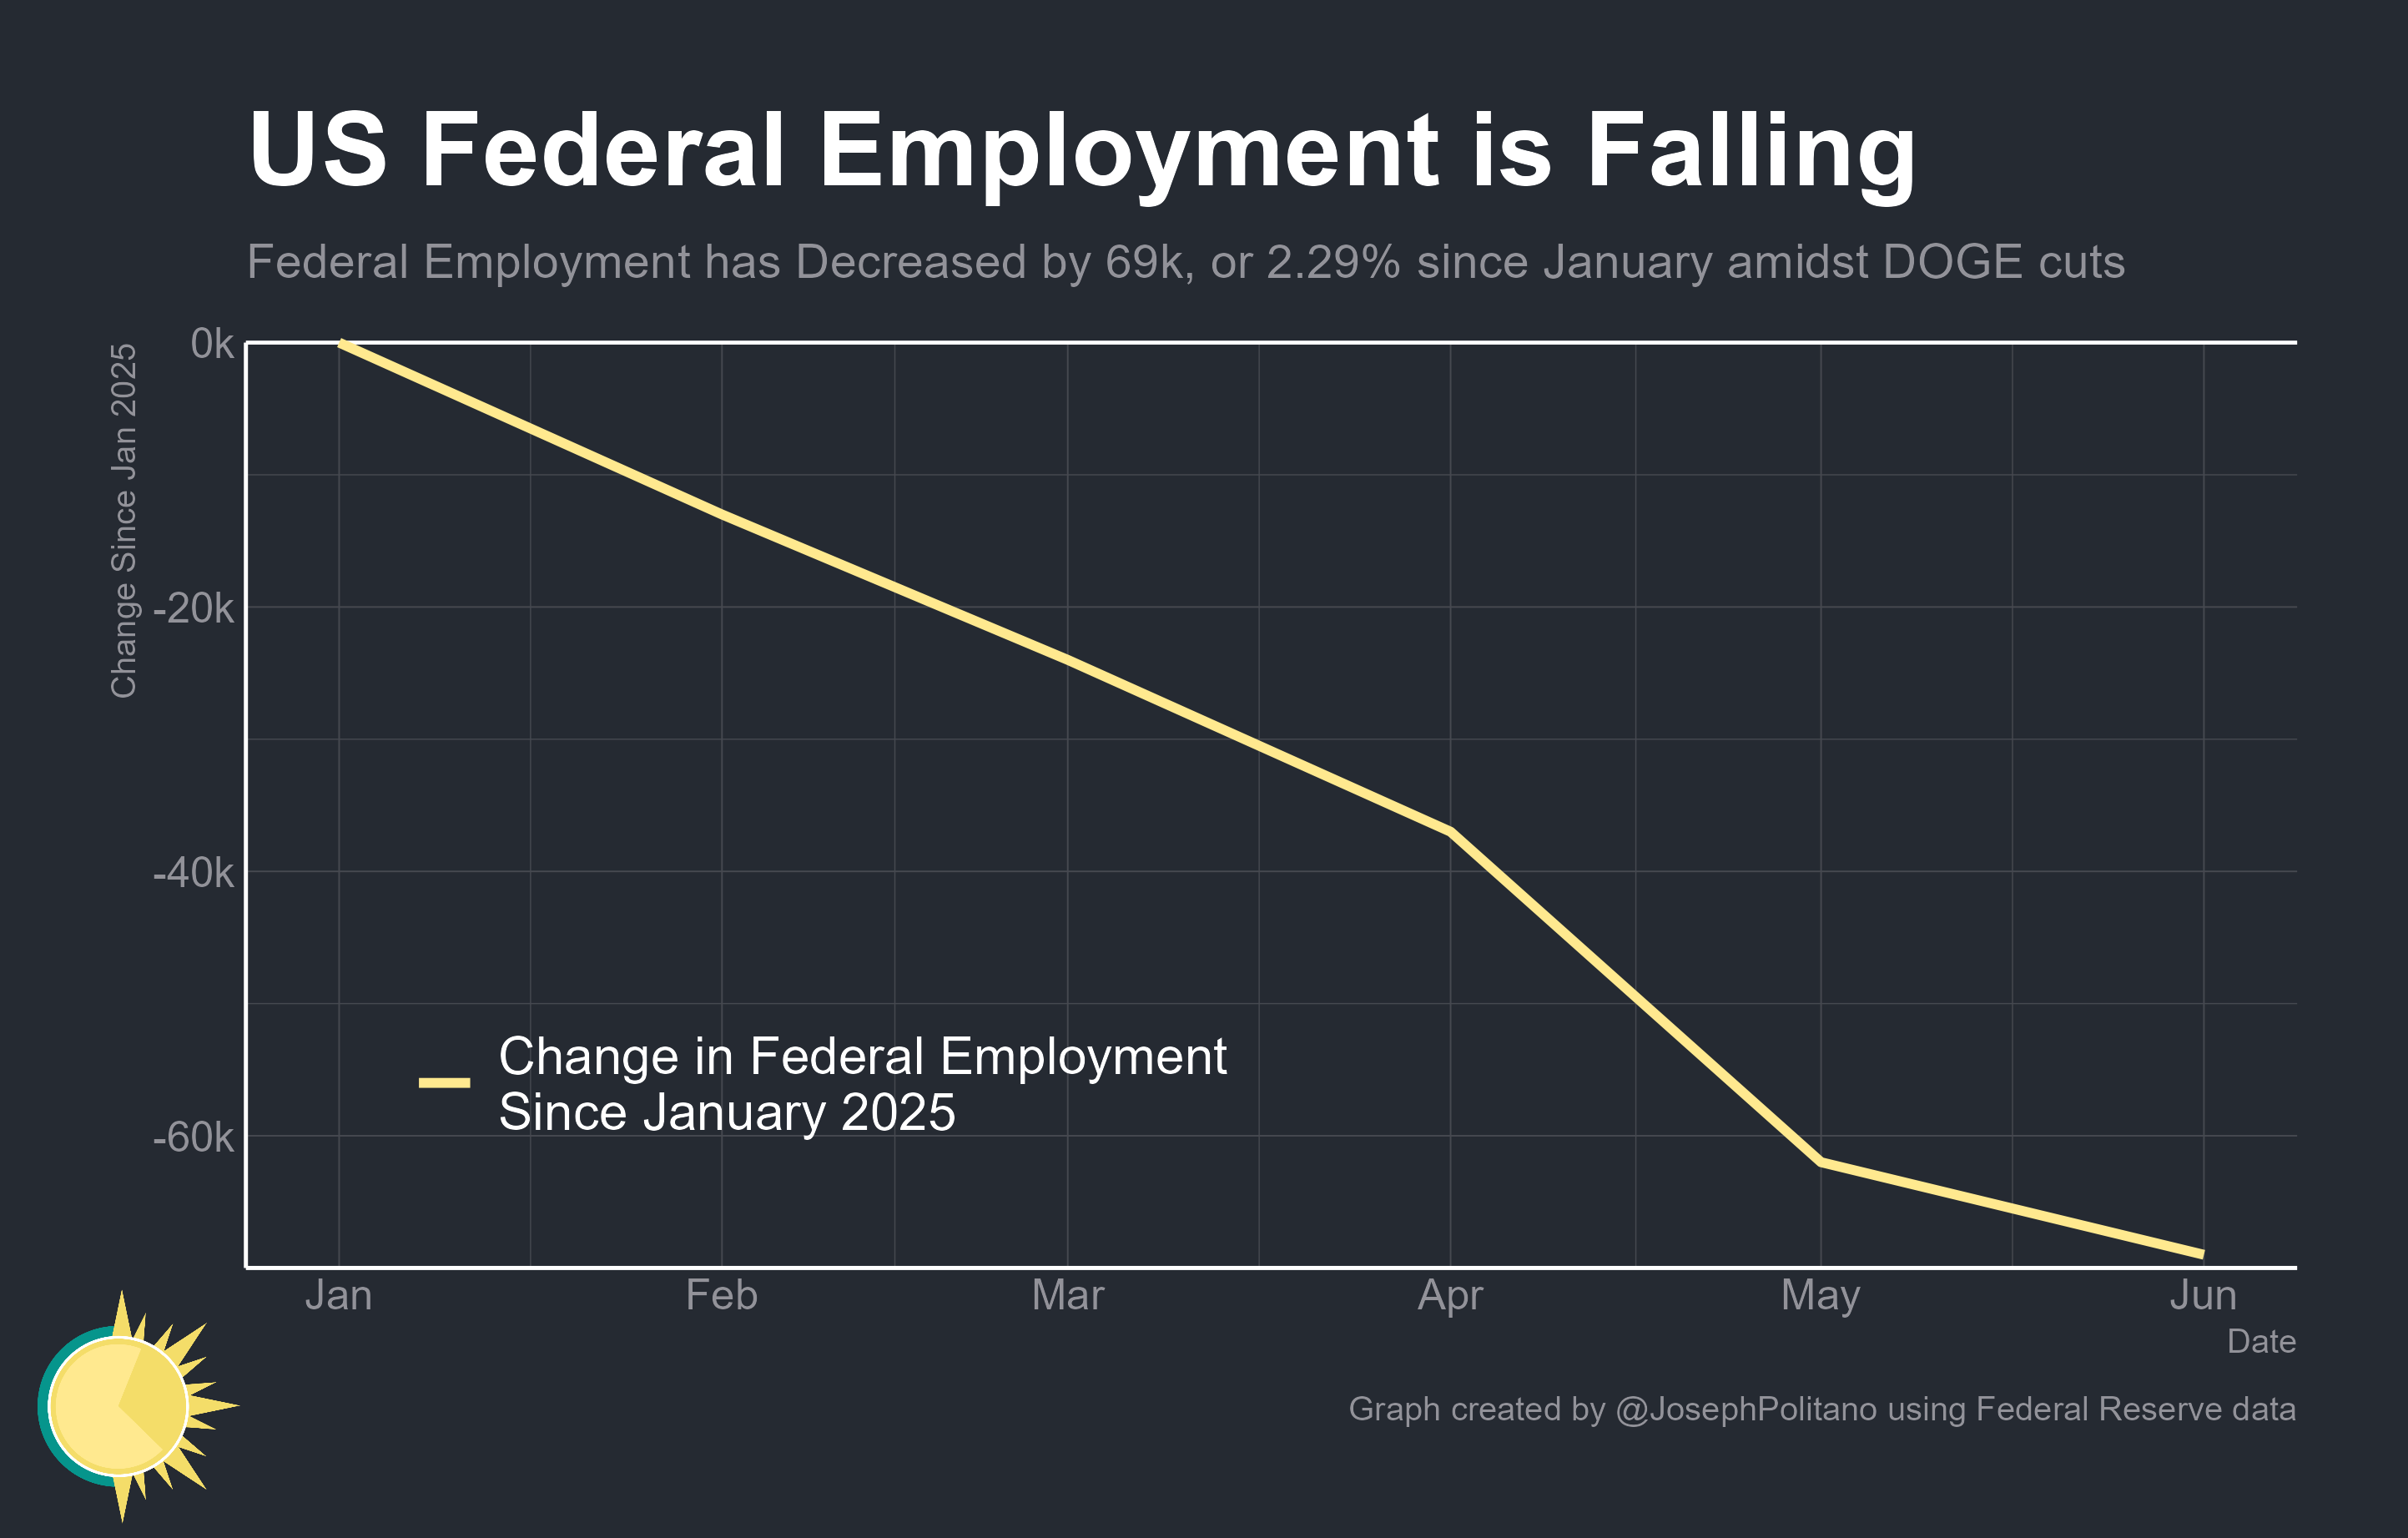 US Federal Employment is Falling
Federal Employment has Decreased by 69k, or 2.29% since January amidst DOGE cuts
Change Since Jan 2025
0k
-20k
-40k
-60k
Change in Federal Employment
Since January 2025
Jan Feb Mar Apr May Jun
Date
Graph created by @JosephPolitano using Federal Reserve data